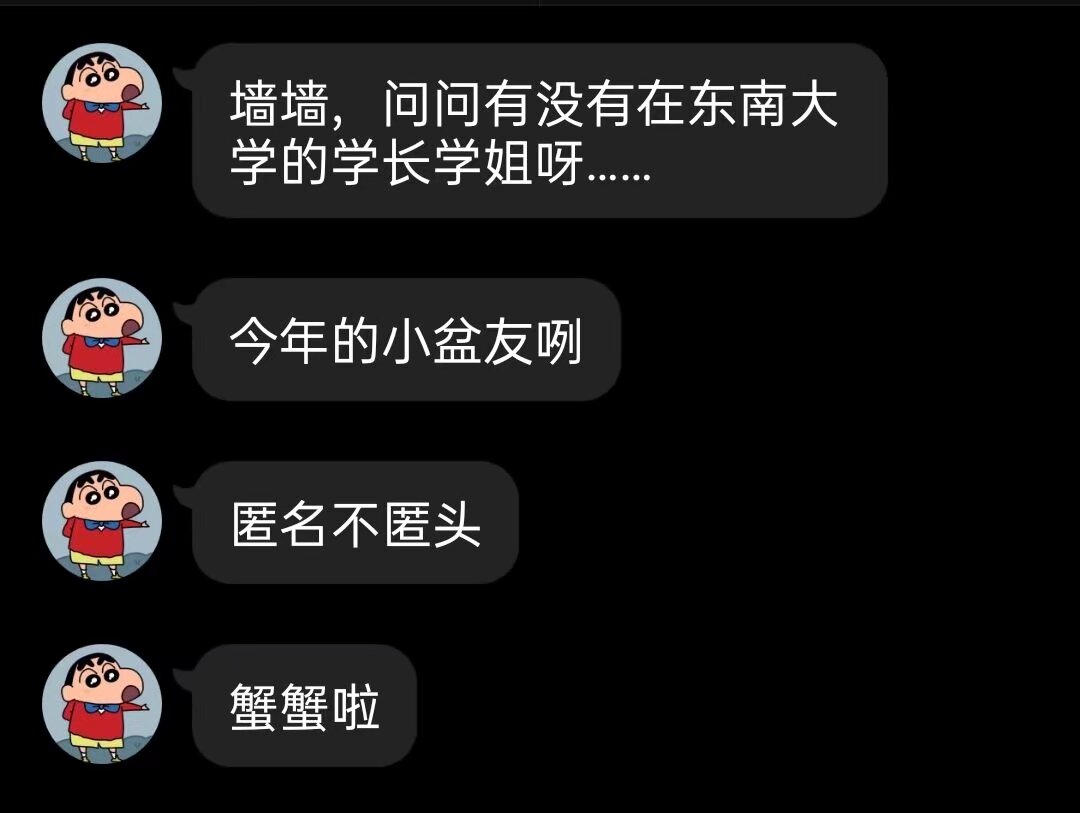 墙墙，问问有没有在东南大
学的学长学姐呀……
今年的小盆友咧
匿名不匿头
蟹蟹啦